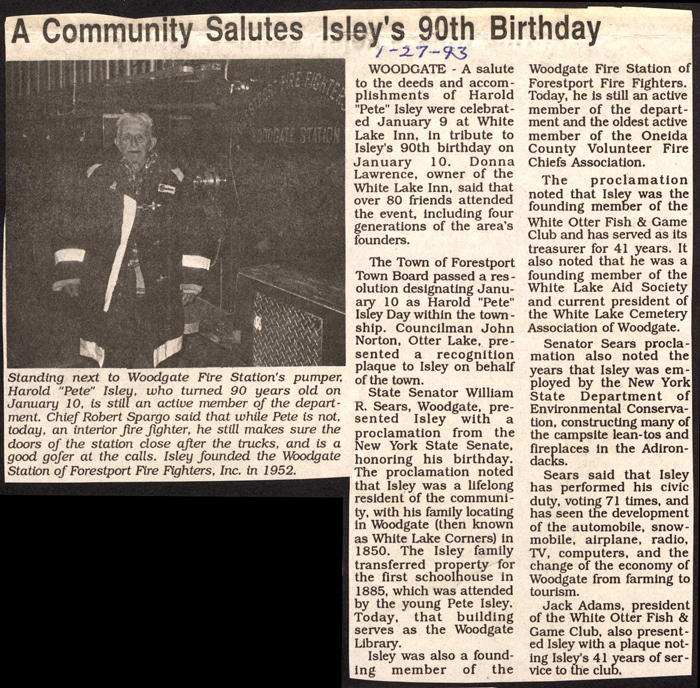 A Community Salutes Isley's 90th Birthday
1-27-93
FIRE FIGHTERS
WOODGATE STATION
Standing next to Woodgate Fire Station's pumper,
Harold "Pete" Isley, who turned 90 years old on
January 10, is still an active member of the depart-
ment. Chief Robert Spargo said that while Pete is not,
today, an interior fire fighter, he still makes sure the
doors of the station close after the trucks, and is a
good gofer at the calls. Isley founded the Woodgate
Station of Forestport Fire Fighters, Inc. in 1952.
WOODGATE - A salute
to the deeds and accom-
plishments of Harold
"Pete" Isley were celebrat-
ed January 9 at White
Lake Inn, in tribute to
Isley's 90th birthday on
January 10. Donna
Lawrence, owner of the
White Lake Inn, said that
over 80 friends attended
the event, including four
generations of the area's
founders.
The Town of Forestport
Town Board passed a res-
olution designating Janu-
ary 10 as Harold "Pete"
Isley Day within the town-
ship. Councilman John
Norton, Otter Lake, pre-
sented a recognition
plaque to Isley on behalf
of the town.
State Senator William
R. Sears, Woodgate, pre-
sented Isley with a
proclamation from the
New York State Senate,
honoring his birthday.
The proclamation noted
that Isley was a lifelong
resident of the communi-
ty, with his family locating
in Woodgate (then known
as White Lake Corners) in
1850. The Isley family
transferred property for
the first schoolhouse in
1885, which was attended
by the young Pete Isley.
Today, that building
serves as the Woodgate
Library.
Isley was also a found-
ing member of the
Woodgate Fire Station of
Forestport Fire Fighters.
Today, he is still an active
member of the depart-
ment and the oldest active
member of the Oneida
County Volunteer Fire
Chiefs Association.
The proclamation
noted that Isley was the
founding member of the
White Otter Fish & Game
Club and has served as its
treasurer for 41 years. It
also noted that he was a
founding member of the
White Lake Aid Society
and current president of
the White Lake Cemetery
Association of Woodgate.
Senator Sears procla-
mation also noted the
years that Isley was em-
ployed by the New York
State Department of
Environmental Conserva-
tion, constructing many of
the campsite lean-tos and
fireplaces in the Adiron-
dacks.
Sears said that Isley
has performed his civic
duty, voting 71 times, and
has seen the development
of the automobile, snow-
mobile, airplane, radio,
TV, computers, and the
change of the economy of
Woodgate from farming to
tourism.
Jack Adams, president
of the White Otter Fish &
Game Club, also present-
ed Isley with a plaque not-
ing Isley's 41 years of ser-
vice to the club.